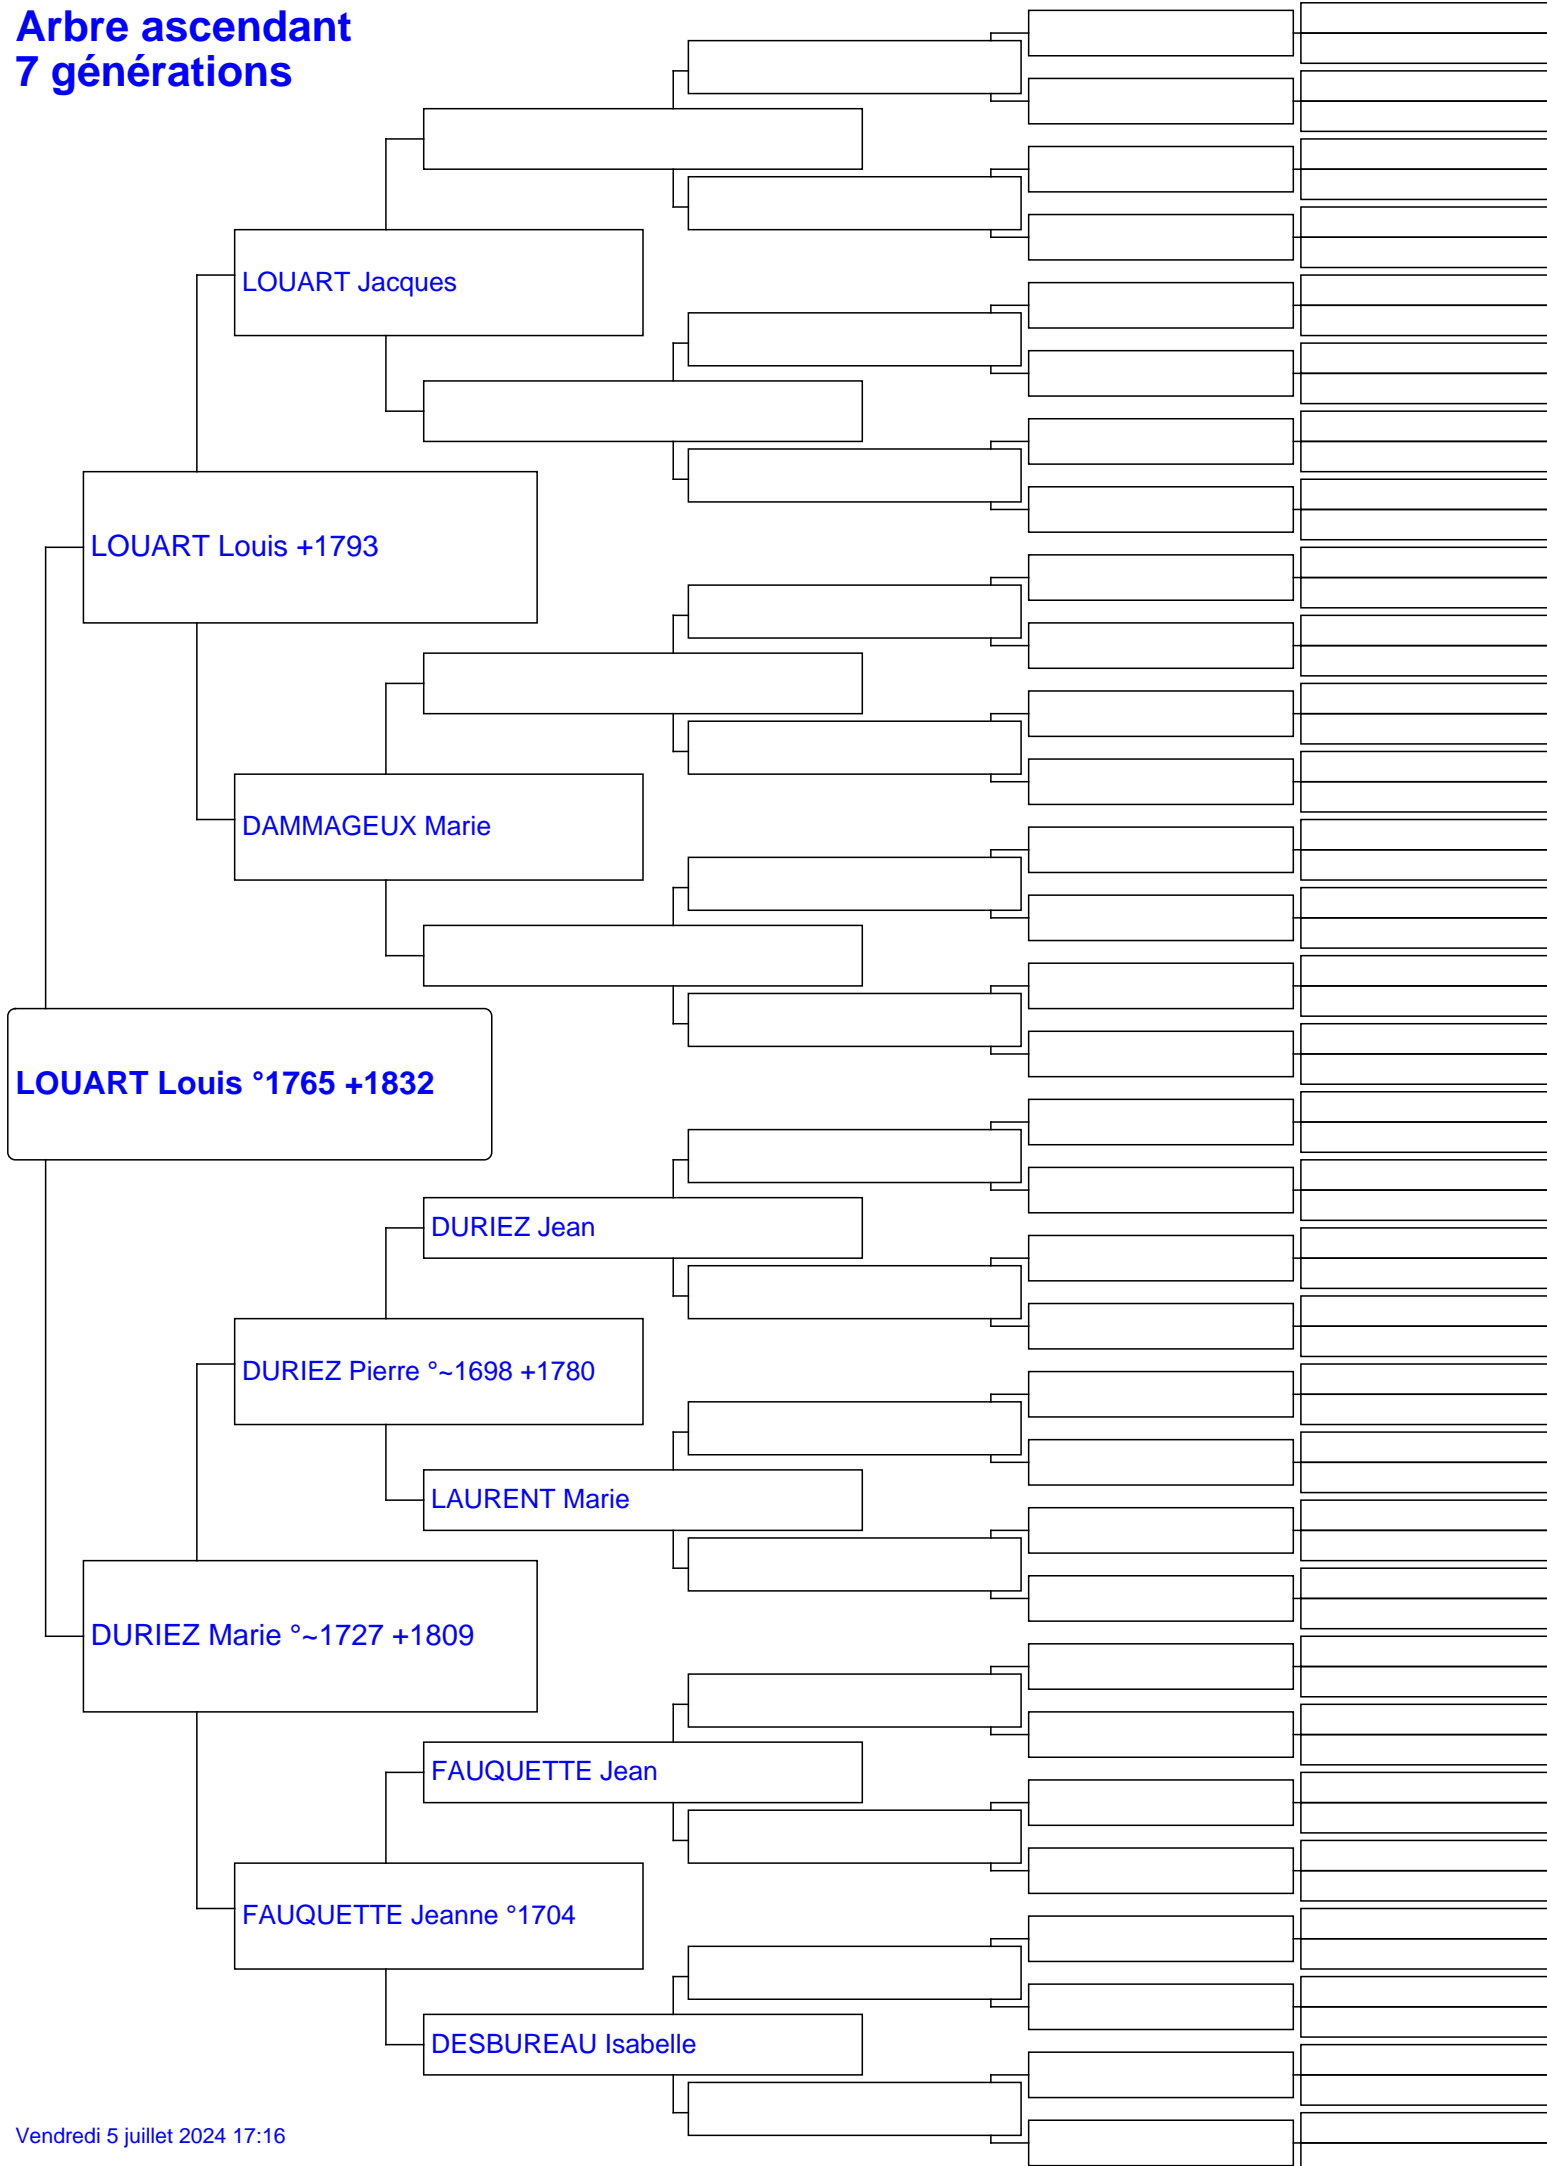 Arbre ascendant
7 générations
LOUART Jacques
LOUART Louis +1793
DAMMAGEUX Marie
LOUART Louis °1765 +1832
DURIEZ Jean
DURIEZ Pierre °~1698 +1780
LAURENT Marie
DURIEZ Marie °~1727 +1809
FAUQUETTE Jean
FAUQUETTE Jeanne °1704
DESBUREAU Isabelle
Vendredi 5 juillet 2024 17:16